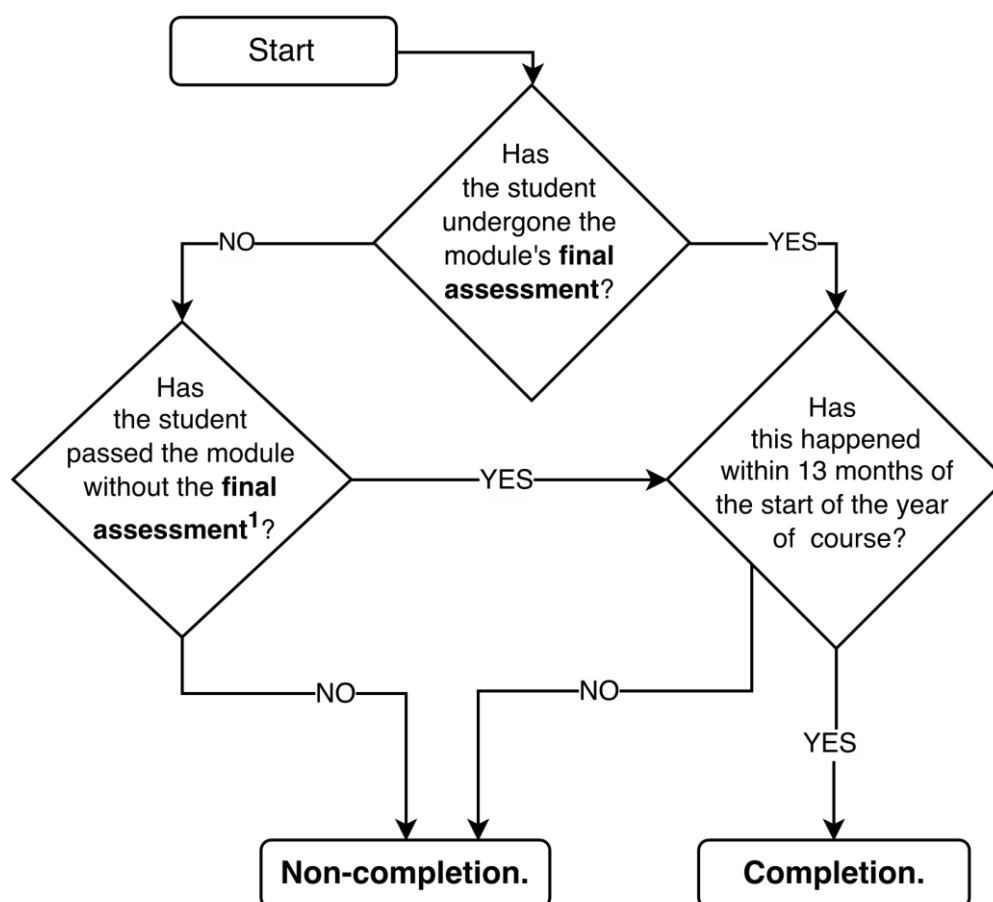 Start
Has
the student
undergone the
module's final
assessment?
NO
YES
Has
the student
passed the module
without the final
assessment¹?
YES
Has
this happened
within 13 months of
the start of the year
of course?
NO
NO
YES
Non-completion.
Completion.